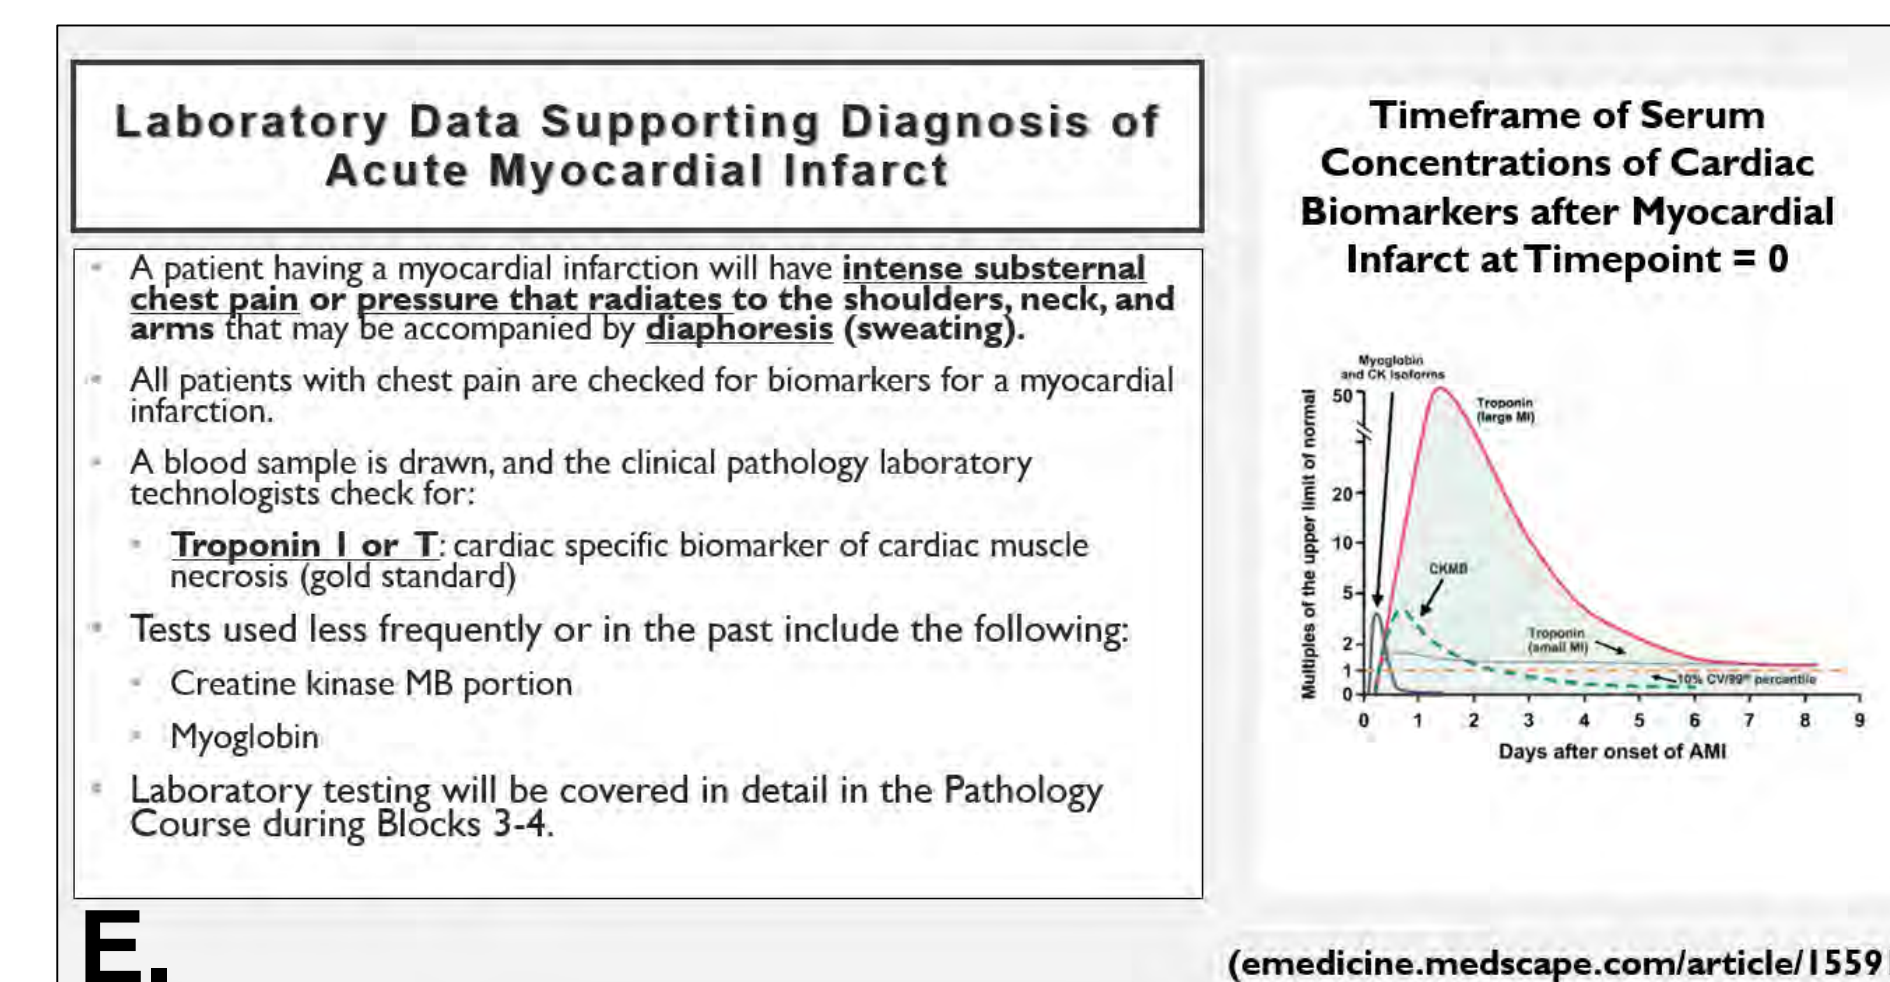 Laboratory Data Supporting Diagnosis of
Acute Myocardial Infarct
A patient having a myocardial infarction will have intense substernal
chest pain or pressure that radiates to the shoulders, neck, and
arms that may be accompanied by diaphoresis (sweating).
All patients with chest pain are checked for biomarkers for a myocardial
infarction.
A blood sample is drawn, and the clinical pathology laboratory
technologists check for:
Troponin I or T: cardiac specific biomarker of cardiac muscle
necrosis (gold standard)
Tests used less frequently or in the past include the following:
Creatine kinase MB portion
Myoglobin
Laboratory testing will be covered in detail in the Pathology
Course during Blocks 3-4.
E.
Timeframe of Serum
Concentrations of Cardiac
Biomarkers after Myocardial
Infarct at Timepoint = 0
Myoglobin
and CK isoforms
Troponin
(large MI)
CKMB
Troponin
(small MI)
10% CV/99th percentile
Multiples of the upper limit of normal
50
20
10
5
2
1
0
0 1 2 3 4 5 6 7 8 9
Days after onset of AMI
(emedicine.medscape.com/article/1559